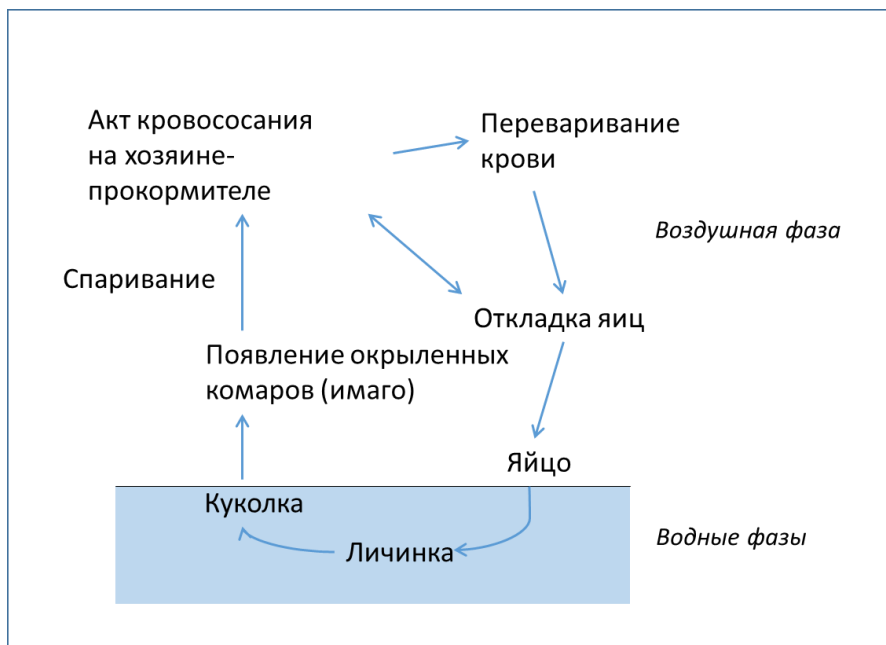 Акт кровососания
на хозяине-
прокормителе
Переваривание
крови
Воздушная фаза
Спаривание
Откладка яиц
Появление окрыленных
комаров (имаго)
Яйцо
Куколка
Личинка
Водные фазы